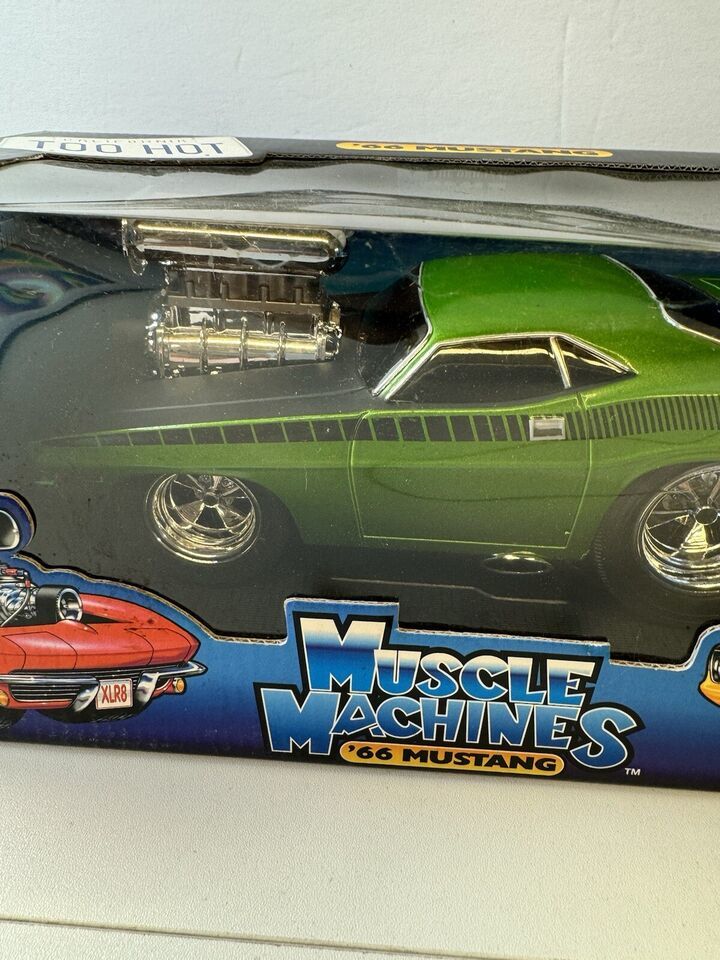 TOO HOT
'66 MUSTANG
XLR8
MUSCLE
MACHINES
'66 MUSTANG
TM